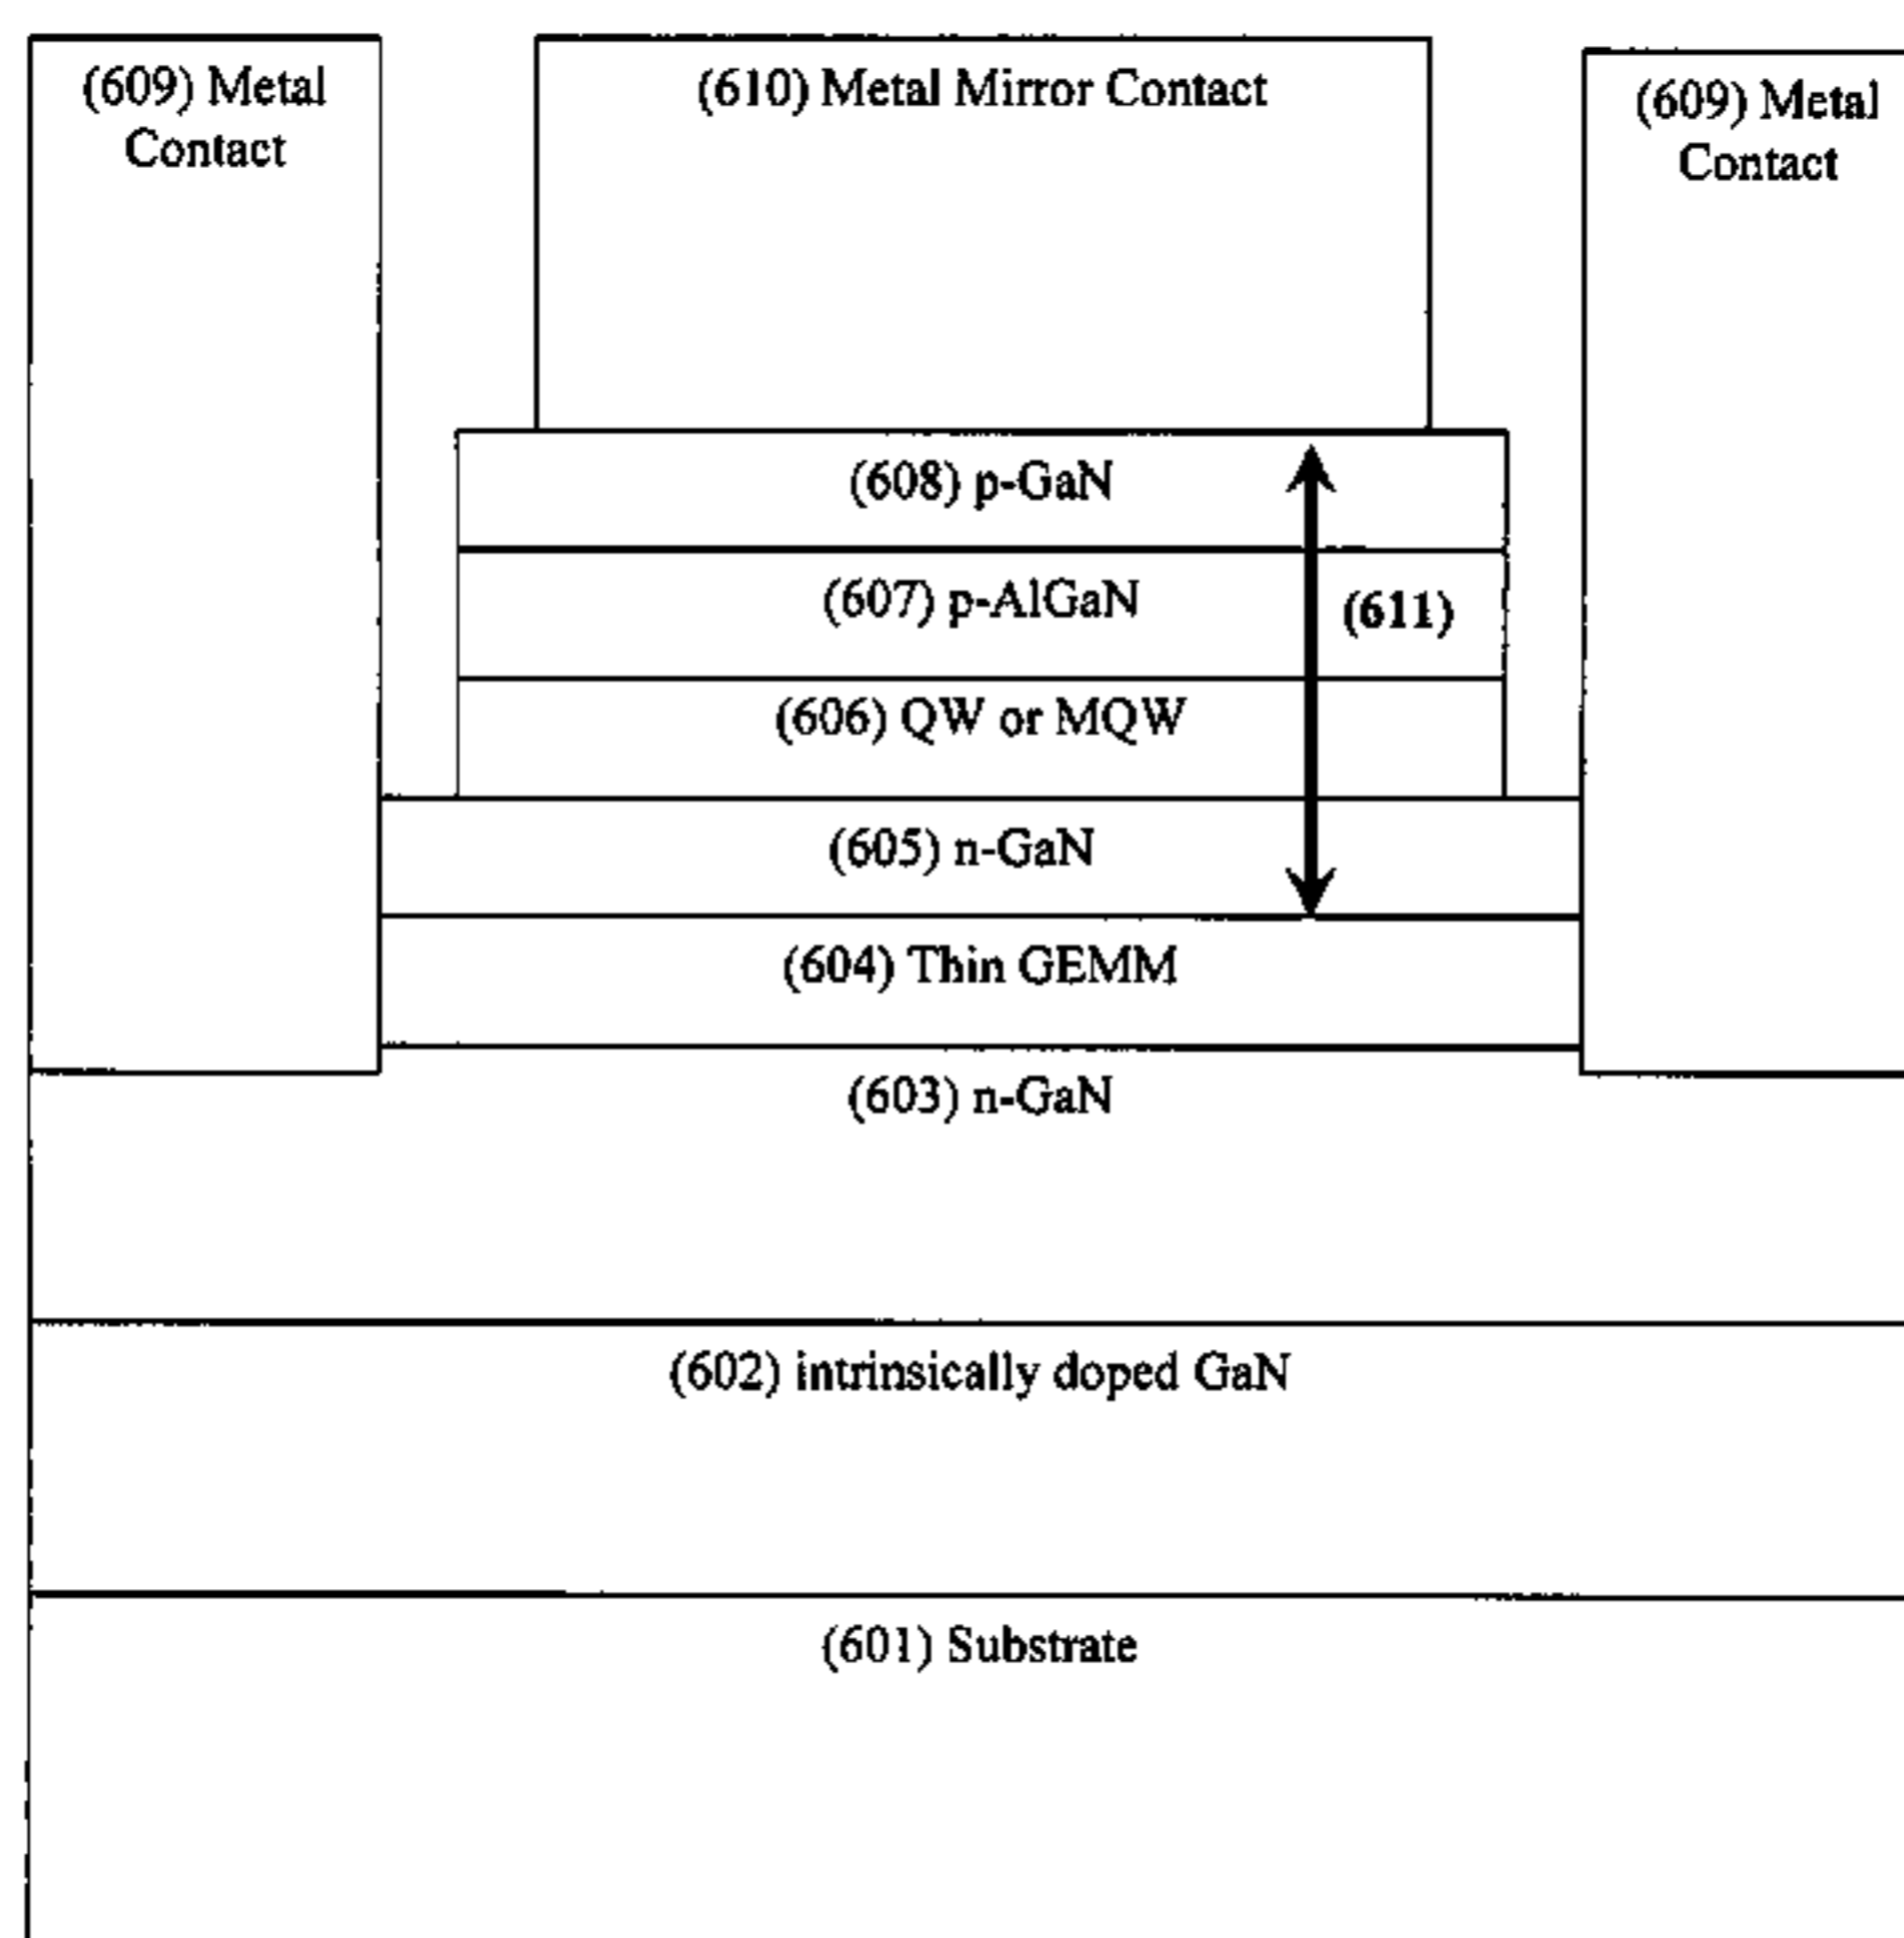 (609) Metal
Contact
(610) Metal Mirror Contact
(609) Metal
Contact
(608) p-GaN
(607) p-AlGaN
(611)
(606) QW or MQW
(605) n-GaN
(604) Thin GEMM
(603) n-GaN
(602) intrinsically doped GaN
(601) Substrate